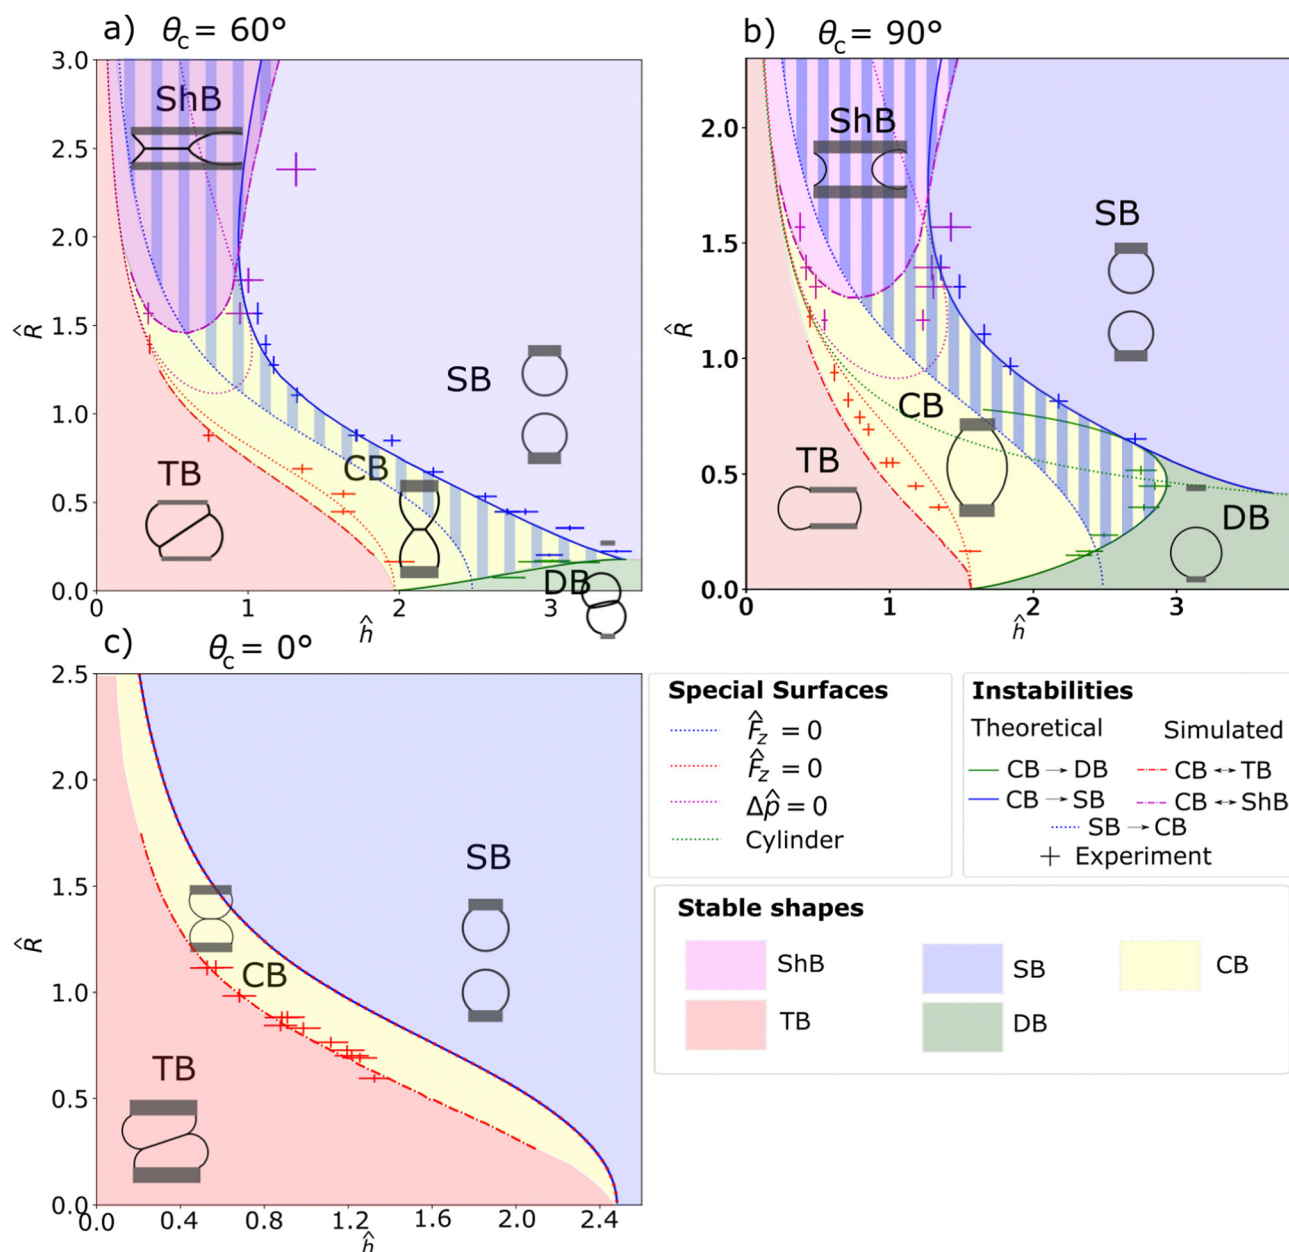 a) θc = 60°
3.0
2.5
2.0
1.5
1.0
0.5
0.0
R̂
ShB
SB
CB
TB
DB
0 1 2 3
ĥ
b) θc = 90°
2.0
1.5
1.0
0.5
0.0
R̂
ShB
SB
CB
TB
DB
0 1 2 3
ĥ
c) θc = 0°
2.5
2.0
1.5
1.0
0.5
0.0
R̂
SB
CB
TB
0.0 0.4 0.8 1.2 1.6 2.0 2.4
ĥ
Special Surfaces
F̂z = 0
F̂z = 0
Δp̂ = 0
Cylinder
Instabilities
Theoretical Simulated
CB → DB CB ↔ TB
CB → SB CB ↔ ShB
SB → CB
Experiment
Stable shapes
ShB SB CB
TB DB